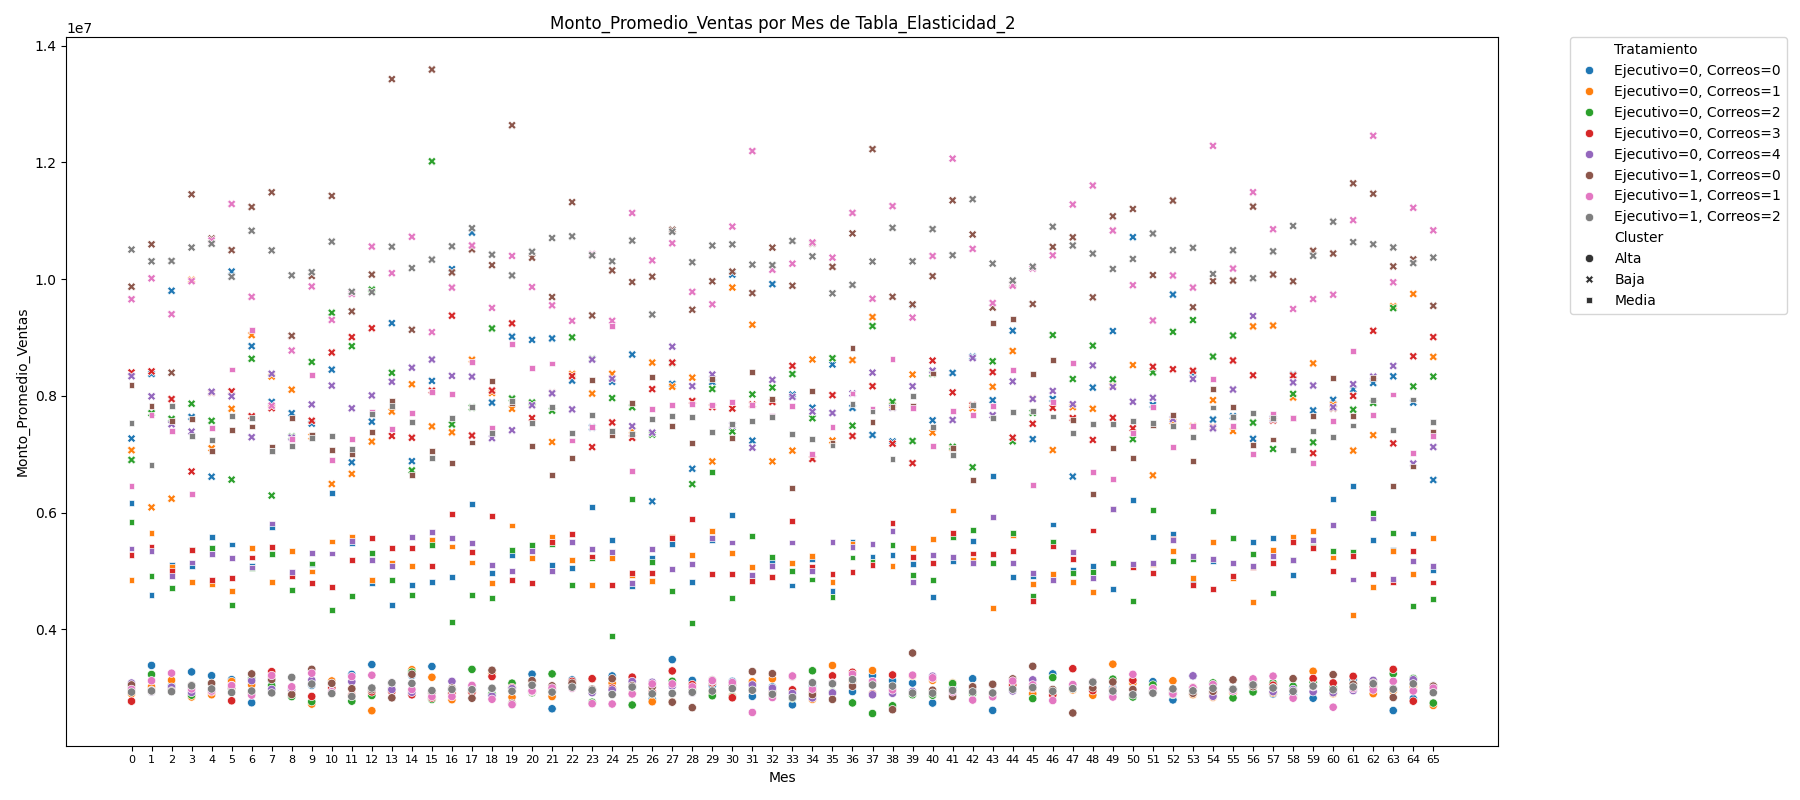 Monto_Promedio_Ventas por Mes de Tabla_Elasticidad_2
1e7
1.4
1.2
1.0
0.8
0.6
0.4
Monto_Promedio_Ventas
0 1 2 3 4 5 6 7 8 9 10 11 12 13 14 15 16 17 18 19 20 21 22 23 24 25 26 27 28 29 30 31 32 33 34 35 36 37 38 39 40 41 42 43 44 45 46 47 48 49 50 51 52 53 54 55 56 57 58 59 60 61 62 63 64 65
Mes
Tratamiento
Ejecutivo=0, Correos=0
Ejecutivo=0, Correos=1
Ejecutivo=0, Correos=2
Ejecutivo=0, Correos=3
Ejecutivo=0, Correos=4
Ejecutivo=1, Correos=0
Ejecutivo=1, Correos=1
Ejecutivo=1, Correos=2
Cluster
Alta
Baja
Media